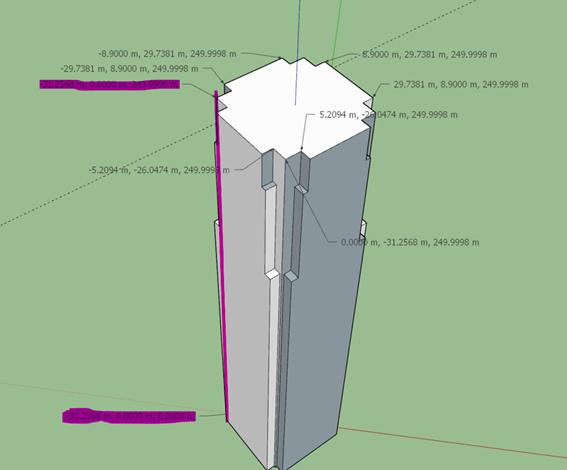 -8.9000 m, 29.7381 m, 249.9998 m
8.9000 m, 29.7381 m, 249.9998 m
-29.7381 m, 8.9000 m, 249.9998 m
-31.2568 m, 0.0000 m, 249.9998 m
29.7381 m, 8.9000 m, 249.9998 m
5.2094 m, -26.0474 m, 249.9998 m
-5.2094 m, -26.0474 m, 249.9998 m
0.0000 m, -31.2568 m, 249.9998 m
-31.2568 m, 0.0000 m, 0.0000 m